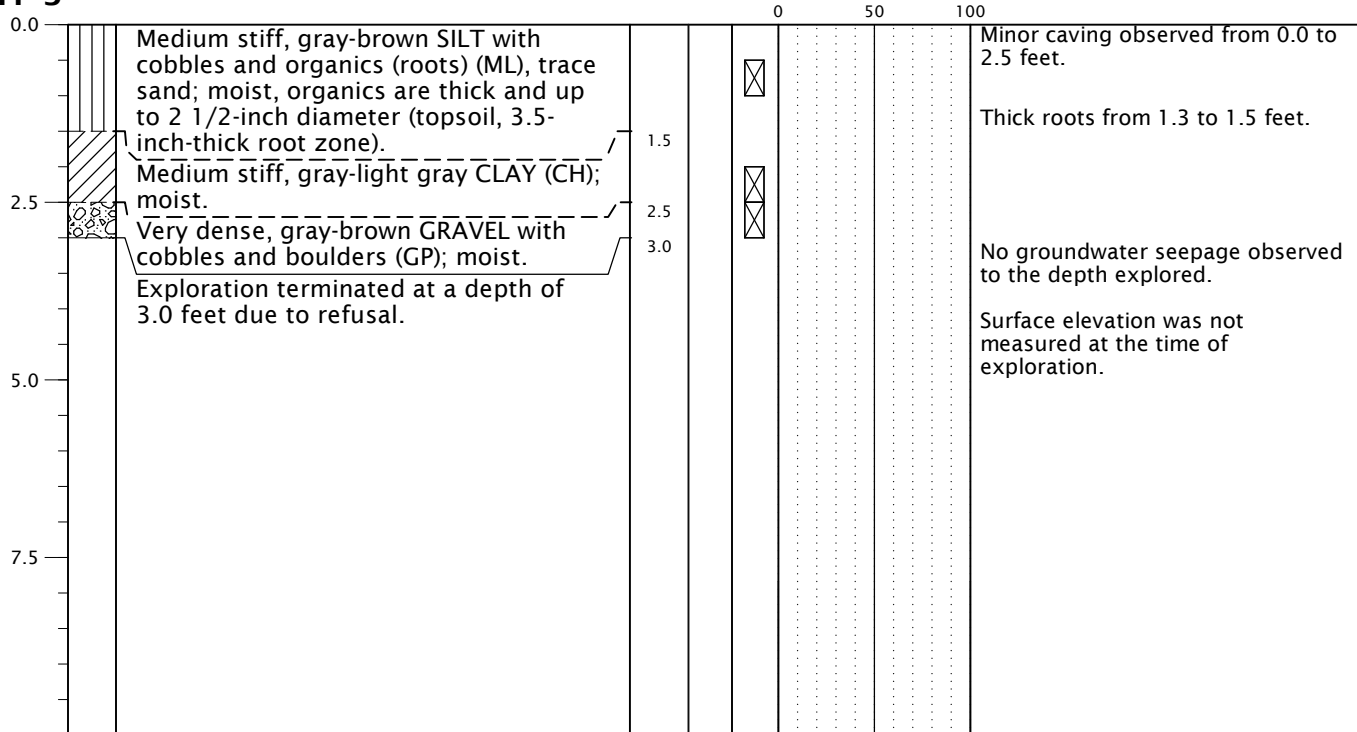 0 50 100
0.0
Medium stiff, gray-brown SILT with
cobbles and organics (roots) (ML), trace
sand; moist, organics are thick and up
to 2 1/2-inch diameter (topsoil, 3.5-
inch-thick root zone).
1.5
Medium stiff, gray-light gray CLAY (CH);
moist.
2.5
2.5
Very dense, gray-brown GRAVEL with
cobbles and boulders (GP); moist.
3.0
Exploration terminated at a depth of
3.0 feet due to refusal.
5.0
7.5
Minor caving observed from 0.0 to
2.5 feet.
Thick roots from 1.3 to 1.5 feet.
No groundwater seepage observed
to the depth explored.
Surface elevation was not
measured at the time of
exploration.